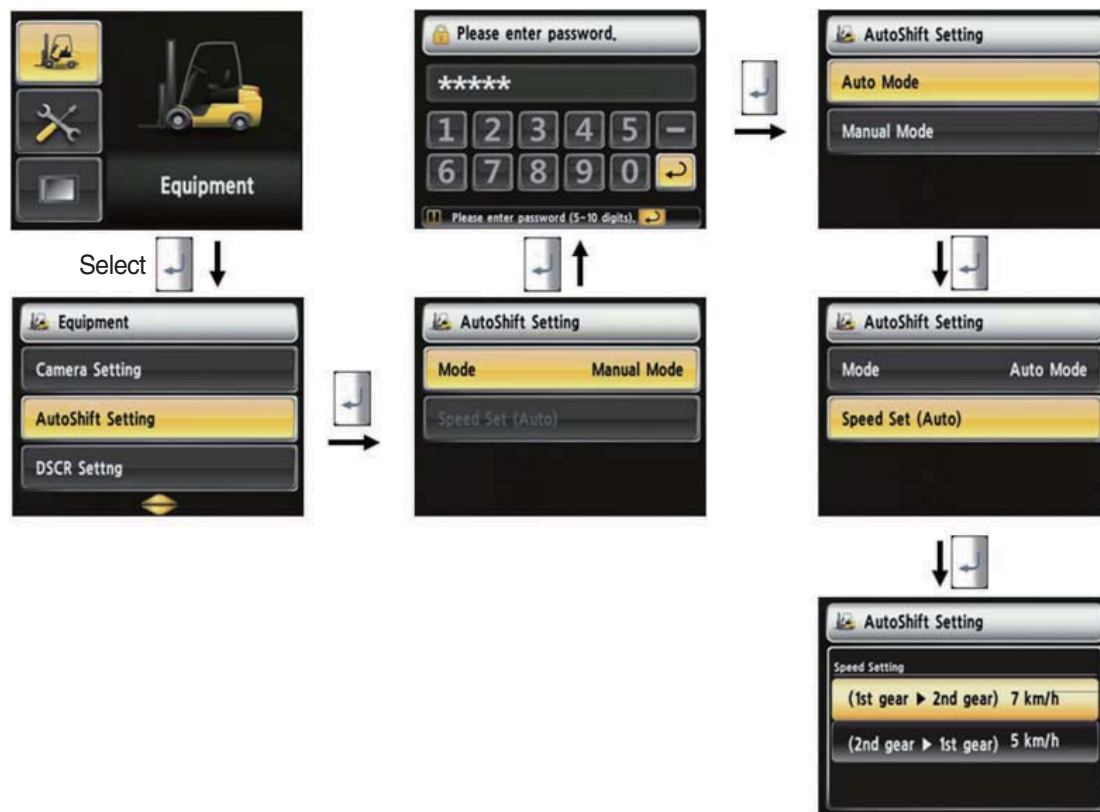 Equipment
Select
Equipment
Camera Setting
AutoShift Setting
DSCR Settng
AutoShift Setting
Mode Manual Mode
Speed Set (Auto)
Please enter password.
*****
1 2 3 4 5 -
6 7 8 9 0
Please enter password (5-10 digits).
AutoShift Setting
Auto Mode
Manual Mode
AutoShift Setting
Mode Auto Mode
Speed Set (Auto)
AutoShift Setting
Speed Setting
(1st gear ▶ 2nd gear) 7 km/h
(2nd gear ▶ 1st gear) 5 km/h